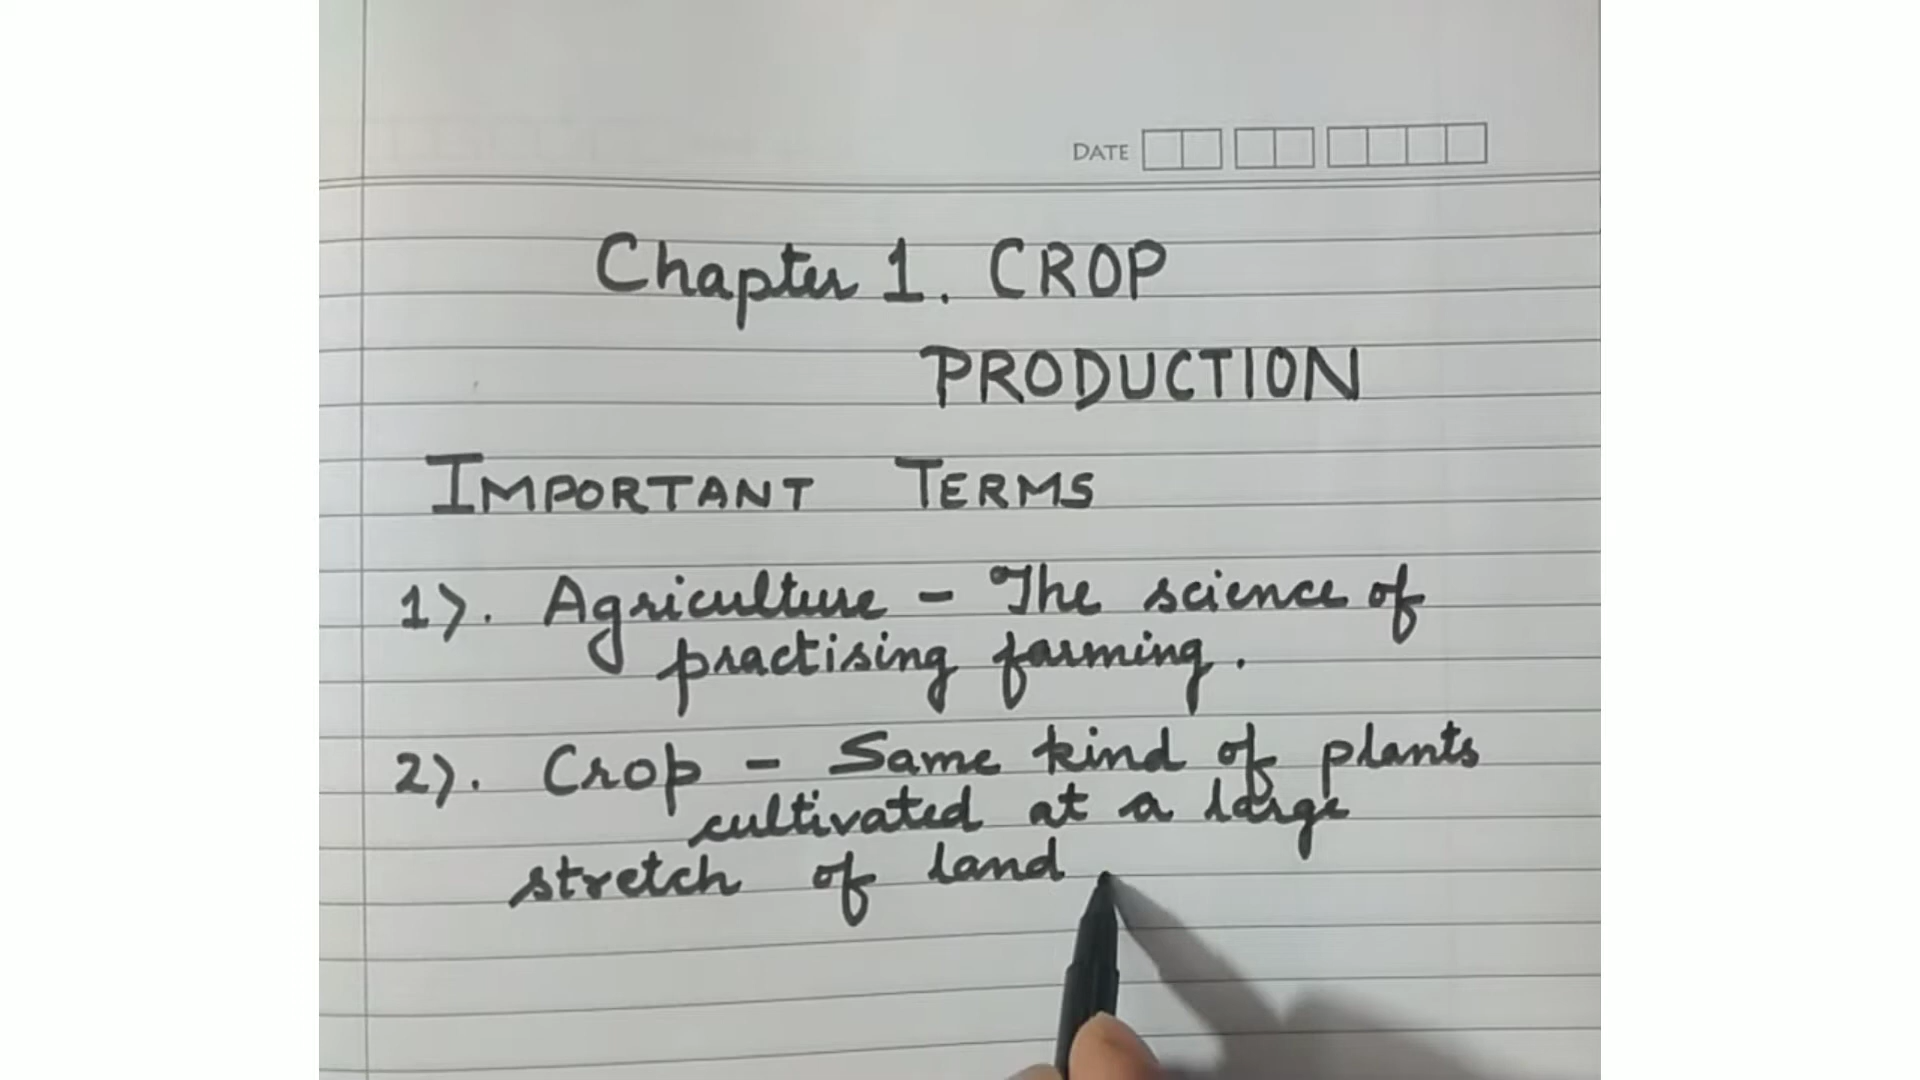 DATE
Chapter 1. CROP
PRODUCTION
IMPORTANT TERMS
1). Agriculture - The science of
practising farming.
2). Crop - Same kind of plants
cultivated at a large
stretch of land